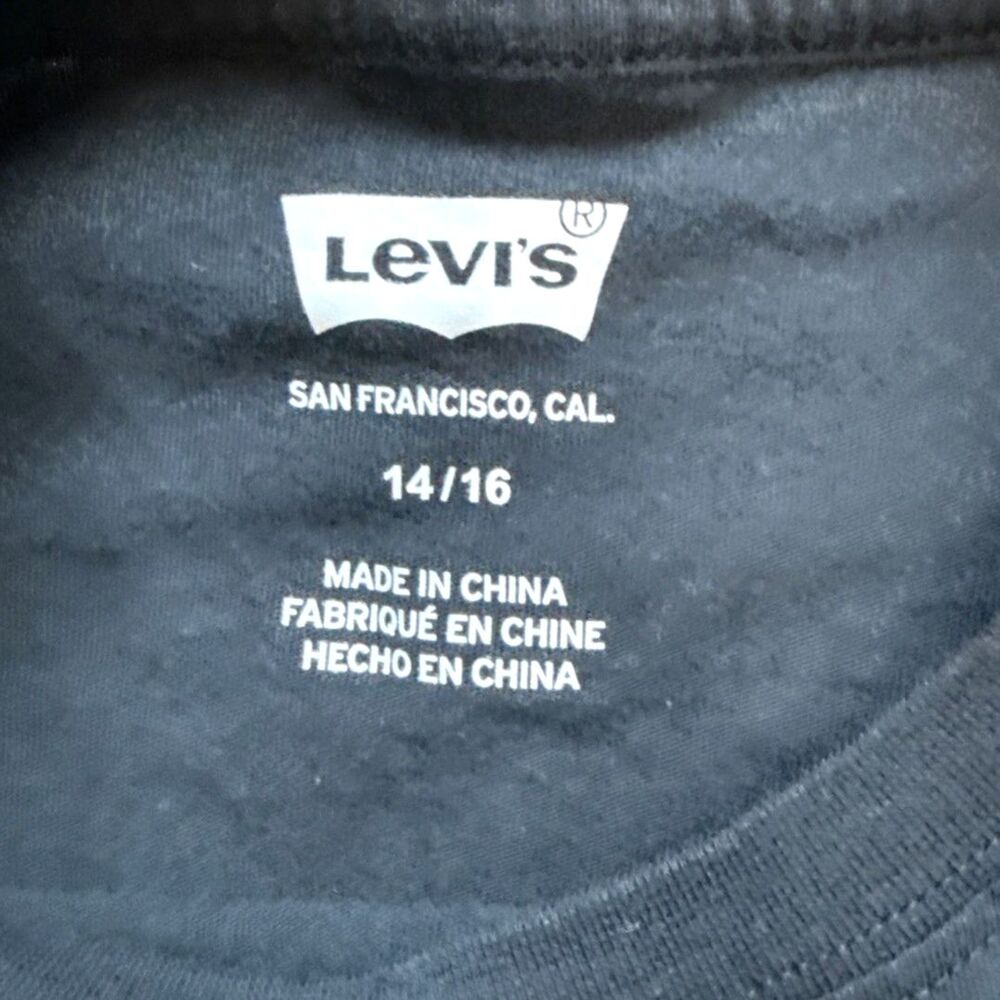 Levi's®
SAN FRANCISCO, CAL.
14/16
MADE IN CHINA
FABRIQUÉ EN CHINE
HECHO EN CHINA